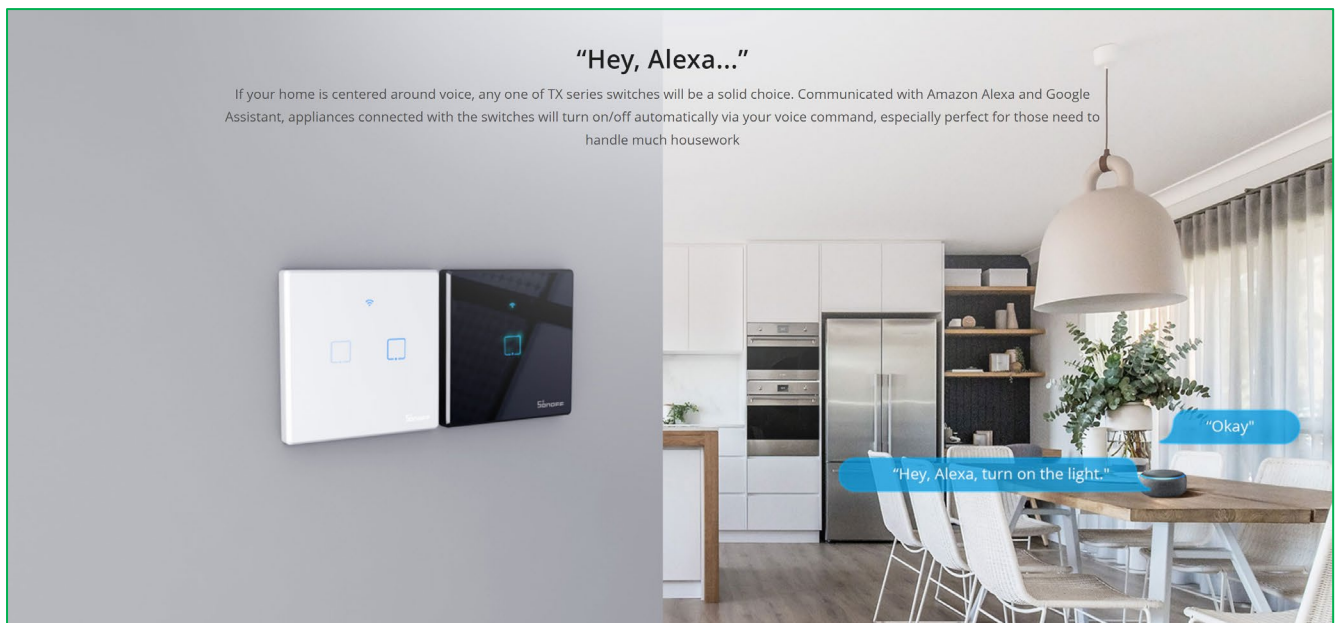 “Hey, Alexa...”
If your home is centered around voice, any one of TX series switches will be a solid choice. Communicated with Amazon Alexa and Google
Assistant, appliances connected with the switches will turn on/off automatically via your voice command, especially perfect for those need to
handle much housework
SONOFF
SONOFF
“Okay”
“Hey, Alexa, turn on the light."